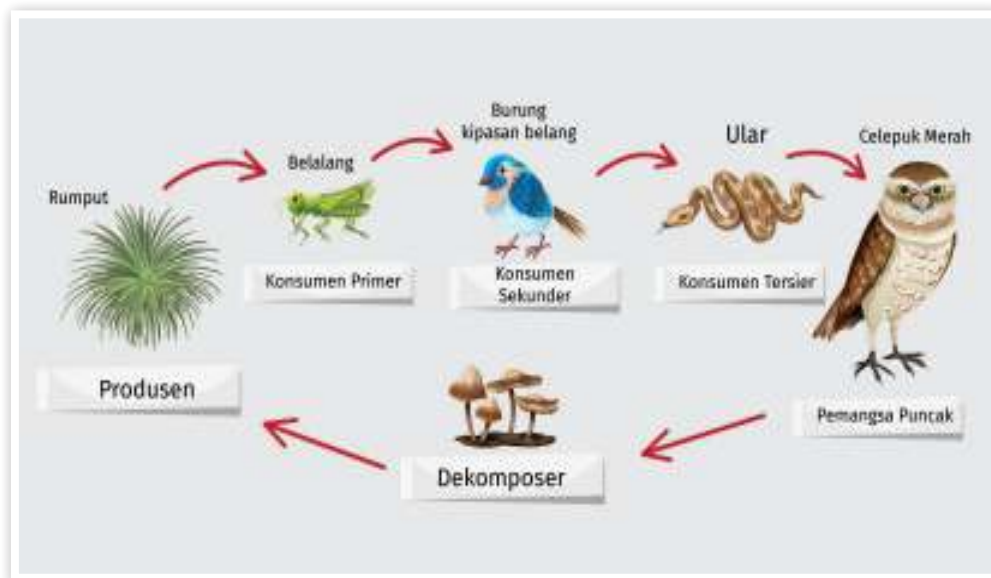 Rumput
Produsen
Belalang
Konsumen Primer
Burung
kipasan belang
Konsumen
Sekunder
Ular
Konsumen Tersier
Celepuk Merah
Pemangsa Puncak
Dekomposer